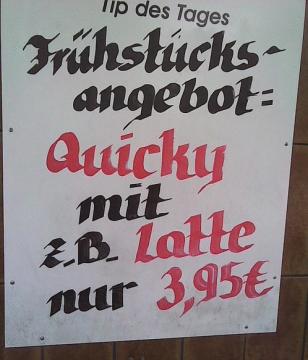 Tip des Tages
Frühstücks-
angebot:
Quicky
mit
z.B. Latte
nur 3,95€